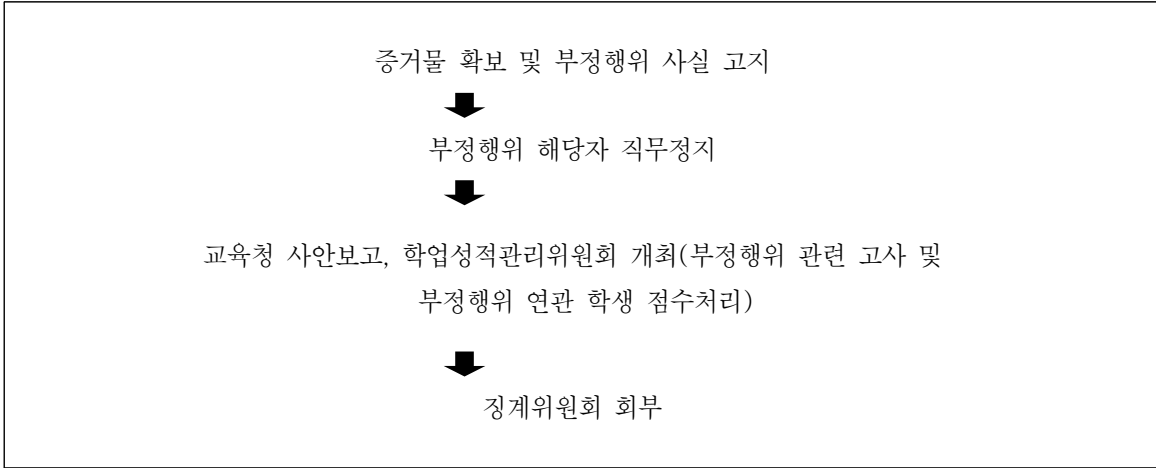 증거물 확보 및 부정행위 사실 고지
부정행위 해당자 직무정지
교육청 사안보고, 학업성적관리위원회 개최(부정행위 관련 고사 및
부정행위 연관 학생 점수처리)
징계위원회 회부